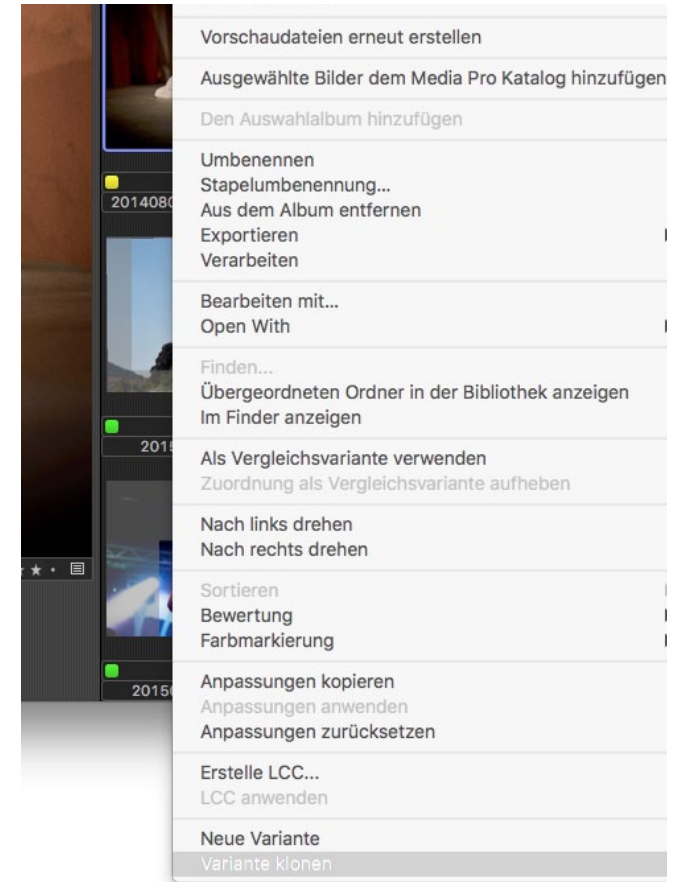 Vorschaudateien erneut erstellen
Ausgewählte Bilder dem Media Pro Katalog hinzufügen
Den Auswahlalbum hinzufügen
Umbenennen
2014080
Stapelumbenennung...
Aus dem Album entfernen
Exportieren
Verarbeiten
Bearbeiten mit...
Open With
Finden...
Übergeordneten Ordner in der Bibliothek anzeigen
Im Finder anzeigen
201
Als Vergleichsvariante verwenden
Zuordnung als Vergleichsvariante aufheben
Nach links drehen
Nach rechts drehen
Sortieren
Bewertung
Farbmarkierung
2015
Anpassungen kopieren
Anpassungen anwenden
Anpassungen zurücksetzen
Erstelle LCC...
LCC anwenden
Neue Variante
Variante klonen